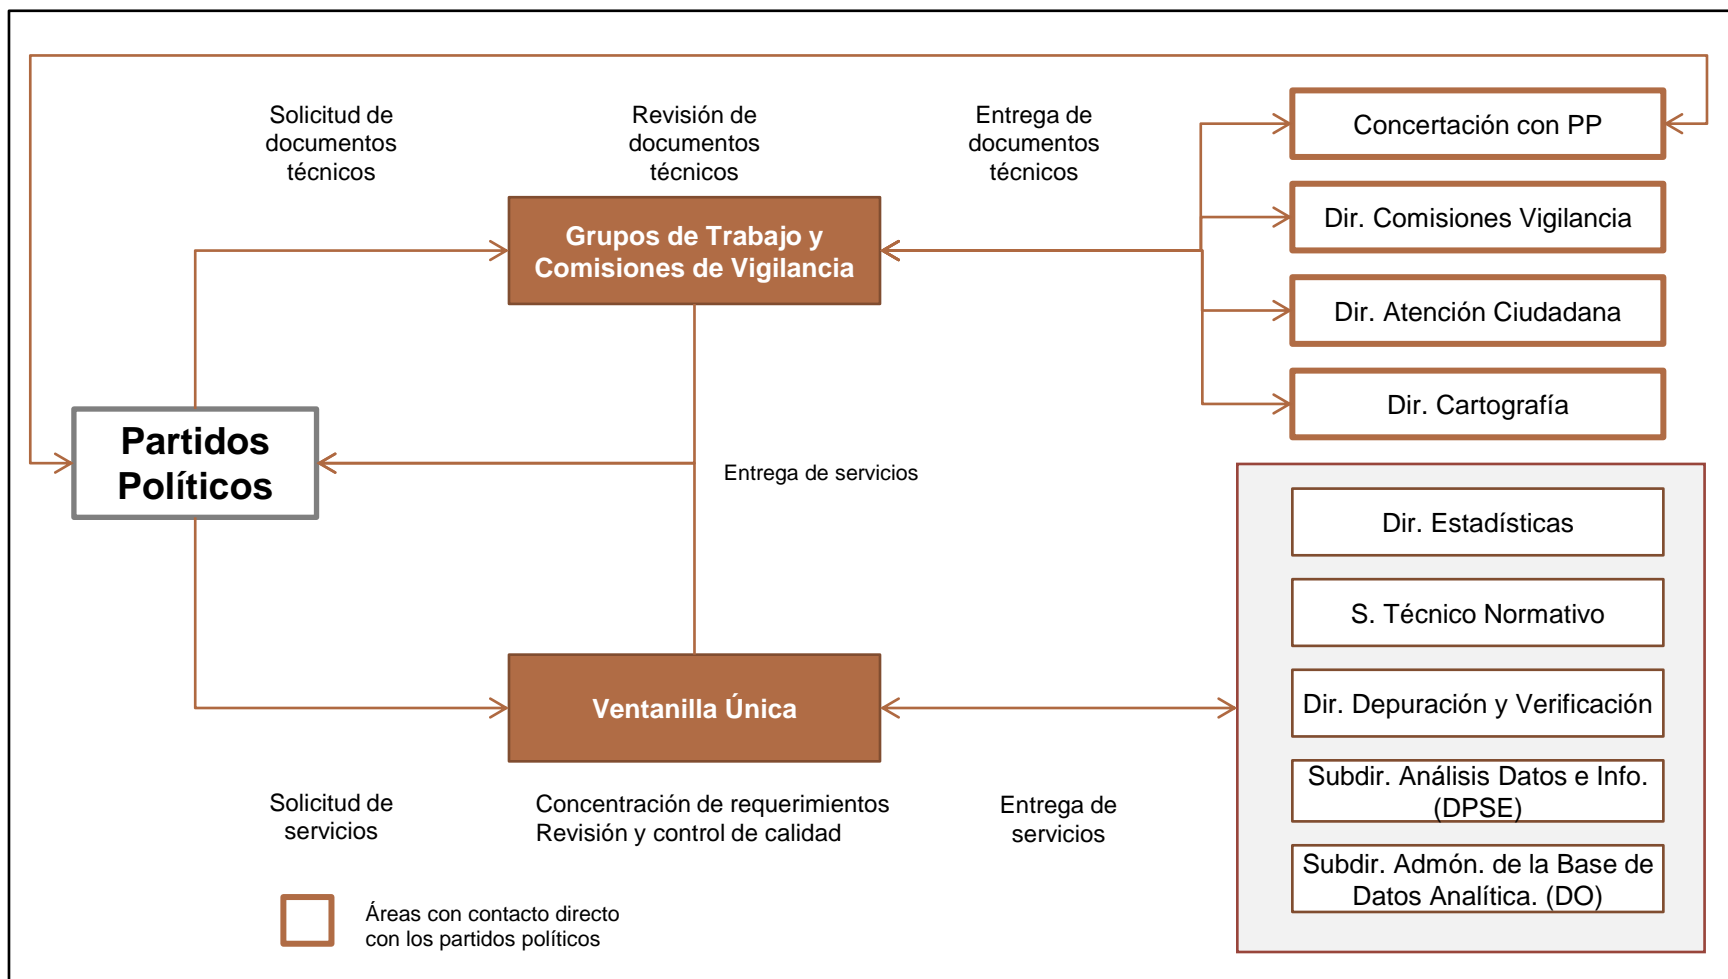 Solicitud de
documentos
técnicos
Revisión de
documentos
técnicos
Entrega de
documentos
técnicos
Concertación con PP
Dir. Comisiones Vigilancia
Dir. Atención Ciudadana
Dir. Cartografía
Grupos de Trabajo y
Comisiones de Vigilancia
Partidos
Políticos
Entrega de servicios
Dir. Estadísticas
S. Técnico Normativo
Dir. Depuración y Verificación
Subdir. Análisis Datos e Info.
(DPSE)
Subdir. Admón. de la Base de
Datos Analítica. (DO)
Ventanilla Única
Solicitud de
servicios
Concentración de requerimientos
Revisión y control de calidad
Entrega de
servicios
Áreas con contacto directo
con los partidos políticos